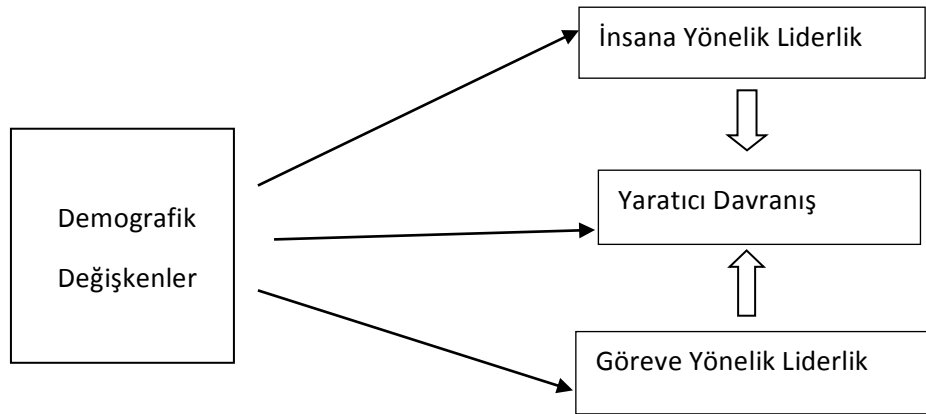 İnsana Yönelik Liderlik
Demografik
Değişkenler
Yaratıcı Davranış
Göreve Yönelik Liderlik